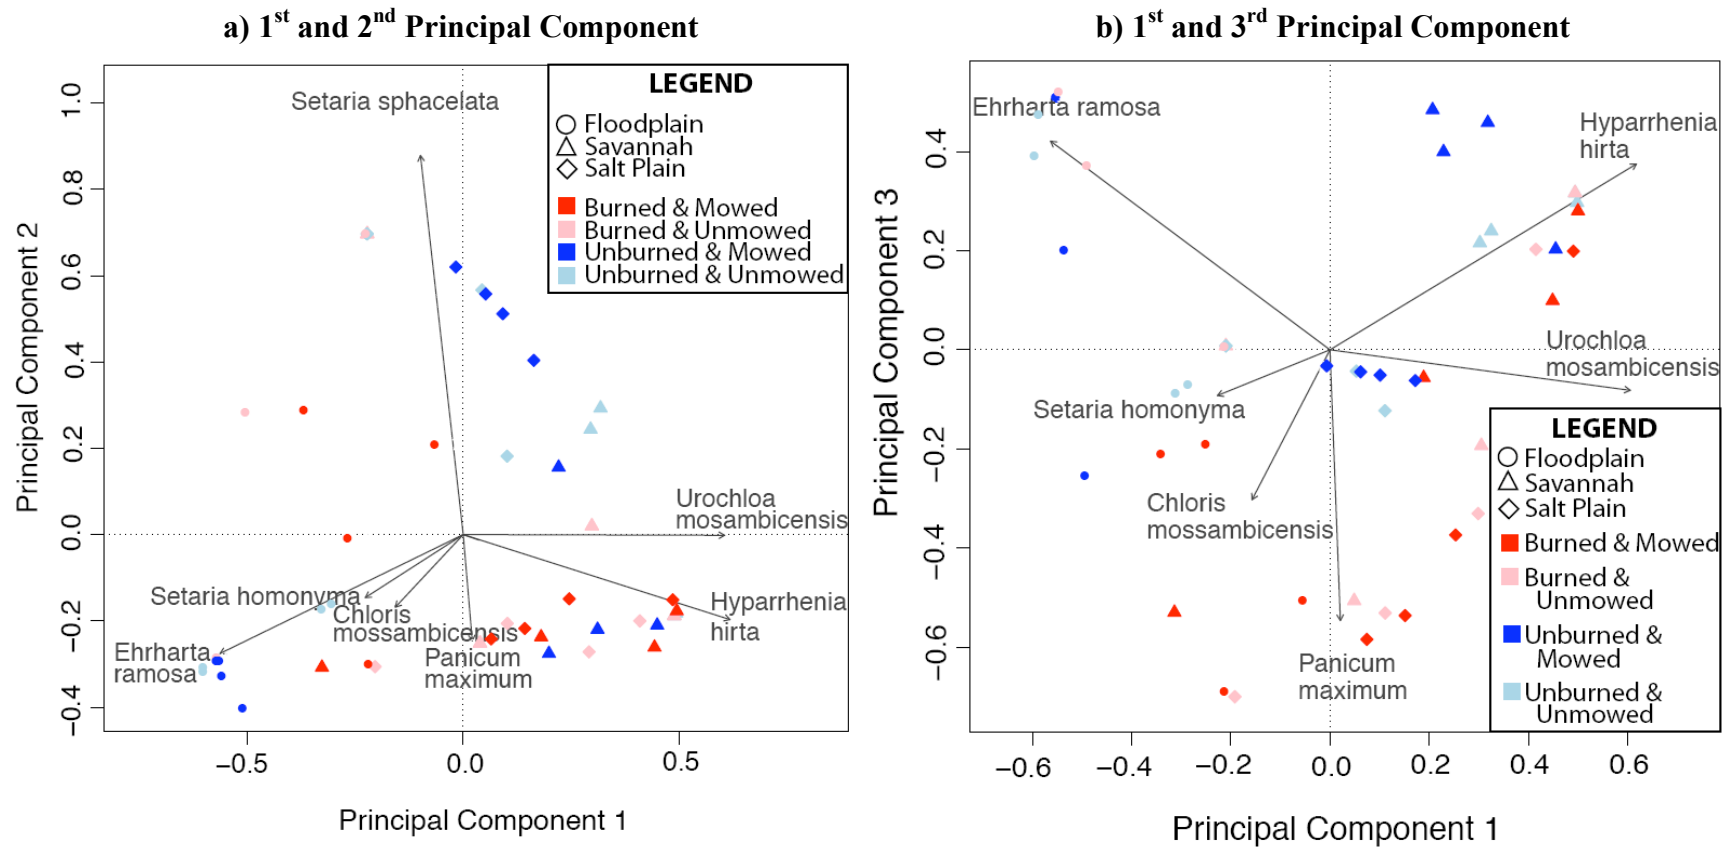 a) 1st and 2nd Principal Component
1.0
0.8
0.6
0.4
0.2
0.0
−0.2
−0.4
Principal Component 2
Setaria sphacelata
LEGEND
Floodplain
Savannah
Salt Plain
Burned & Mowed
Burned & Unmowed
Unburned & Mowed
Unburned & Unmowed
Urochloa
mosambicensis
Setaria homonyma
Chloris
mossambicensis
Hyparrhenia
hirta
Ehrharta
ramosa
Panicum
maximum
−0.5
0.0
0.5
Principal Component 1
b) 1st and 3rd Principal Component
0.4
0.2
0.0
−0.2
−0.4
−0.6
Principal Component 3
Ehrharta ramosa
Hyparrhenia
hirta
Urochloa
mosambicensis
Setaria homonyma
Chloris
mossambicensis
Panicum
maximum
LEGEND
Floodplain
Savannah
Salt Plain
Burned & Mowed
Burned &
Unmowed
Unburned &
Mowed
Unburned &
Unmowed
−0.6
−0.4
−0.2
0.0
0.2
0.4
0.6
Principal Component 1